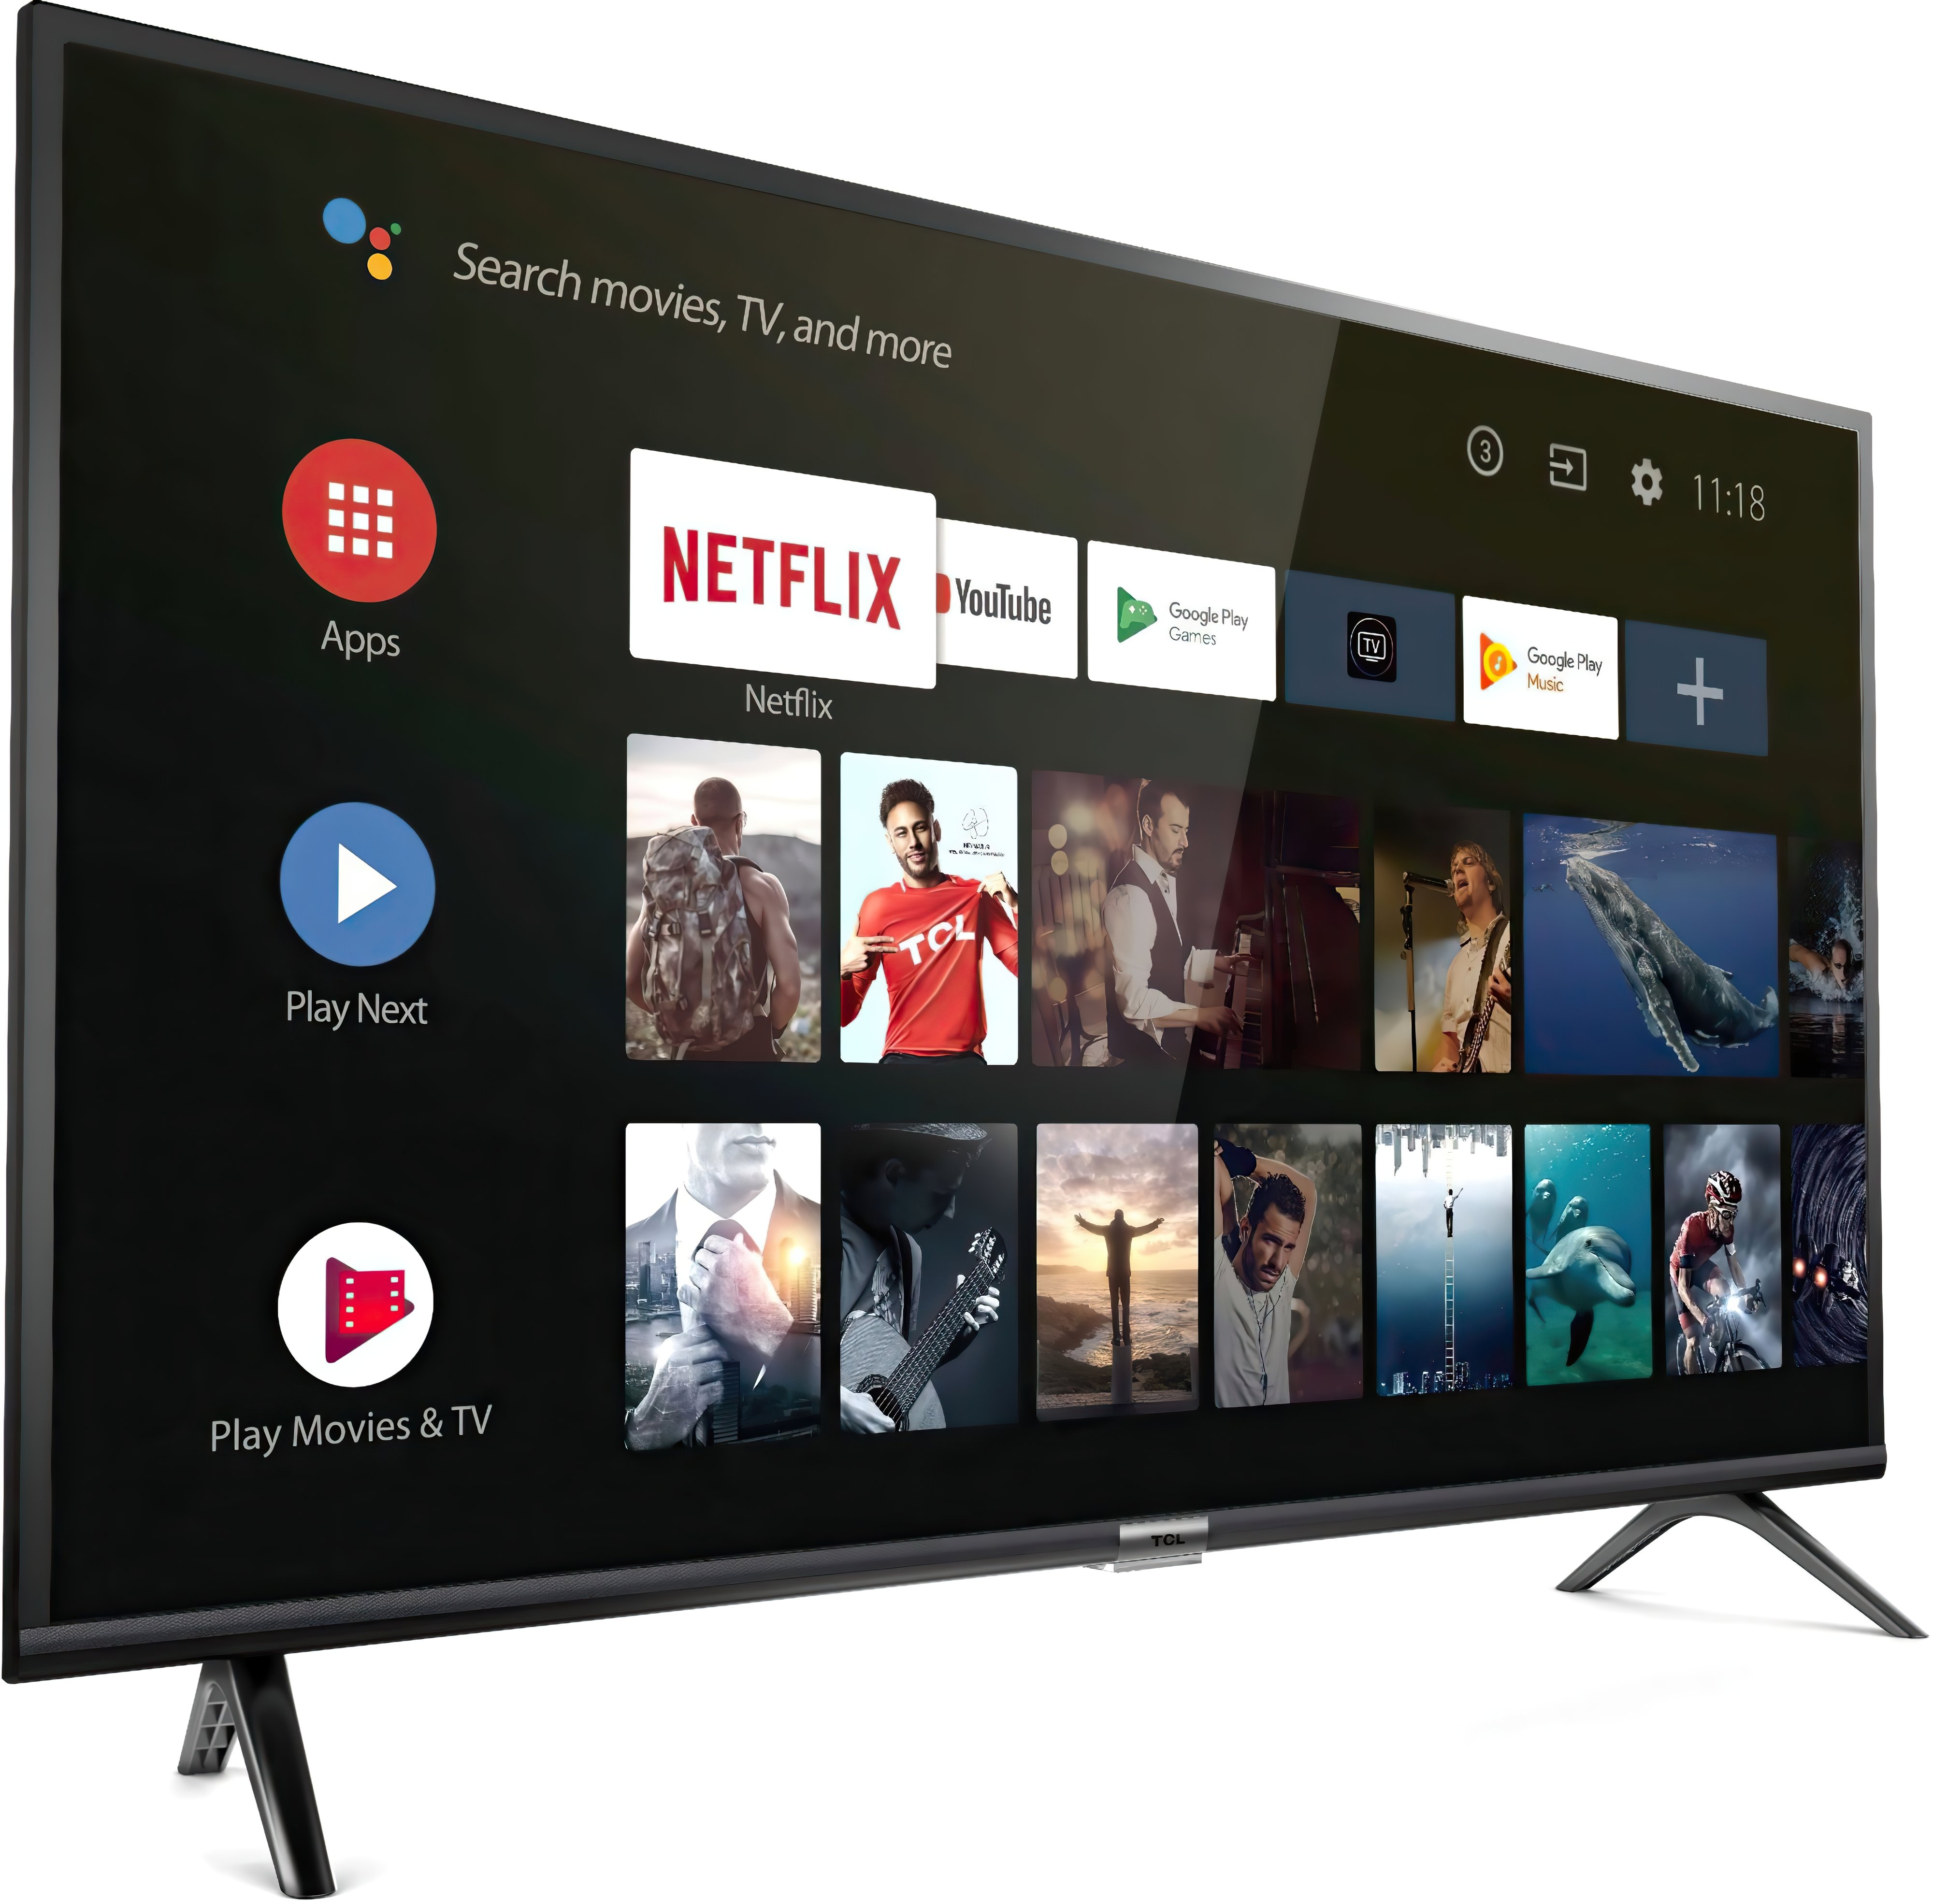 Search movies, TV, and more
3
11:18
Apps
NETFLIX
YouTube
Google Play
Games
TV
Google Play
Music
Netflix
TCL
Play Next
Play Movies & TV
TCL